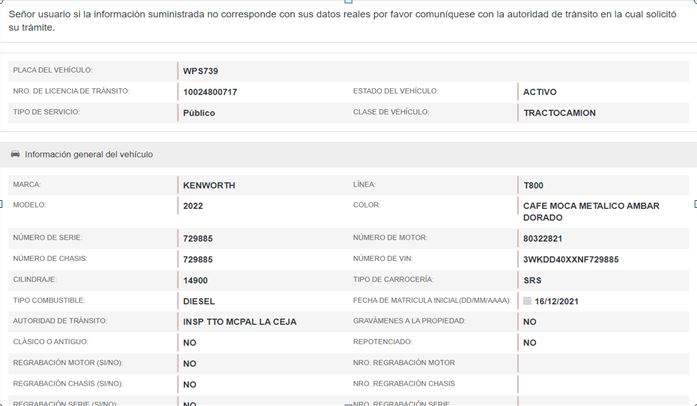 Señor usuario si la información suministrada no corresponde con sus datos reales por favor comuníquese con la autoridad de tránsito en la cual solicitó
su trámite.
PLACA DEL VEHÍCULO: WPS739
NRO. DE LICENCIA DE TRÁNSITO: 10024800717 ESTADO DEL VEHÍCULO: ACTIVO
TIPO DE SERVICIO: Público CLASE DE VEHÍCULO: TRACTOCAMION
Información general del vehículo
MARCA: KENWORTH LÍNEA: T800
MODELO: 2022 COLOR: CAFE MOCA METALICO AMBAR
DORADO
NÚMERO DE SERIE: 729885 NÚMERO DE MOTOR: 80322821
NÚMERO DE CHASIS: 729885 NÚMERO DE VIN: 3WKDD40XXNF729885
CILINDRAJE: 14900 TIPO DE CARROCERÍA: SRS
TIPO COMBUSTIBLE: DIESEL FECHA DE MATRICULA INICIAL(DD/MM/AAAA): 16/12/2021
AUTORIDAD DE TRÁNSITO: INSP TTO MCPAL LA CEJA GRAVÁMENES A LA PROPIEDAD: NO
CLÁSICO O ANTIGUO: NO REPOTENCIADO: NO
REGRABACIÓN MOTOR (SI/NO): NO NRO. REGRABACIÓN MOTOR
REGRABACIÓN CHASIS (SI/NO): NO NRO. REGRABACIÓN CHASIS
REGRABACIÓN SERIE (SI/NO): NO NRO. REGRABACIÓN SERIE